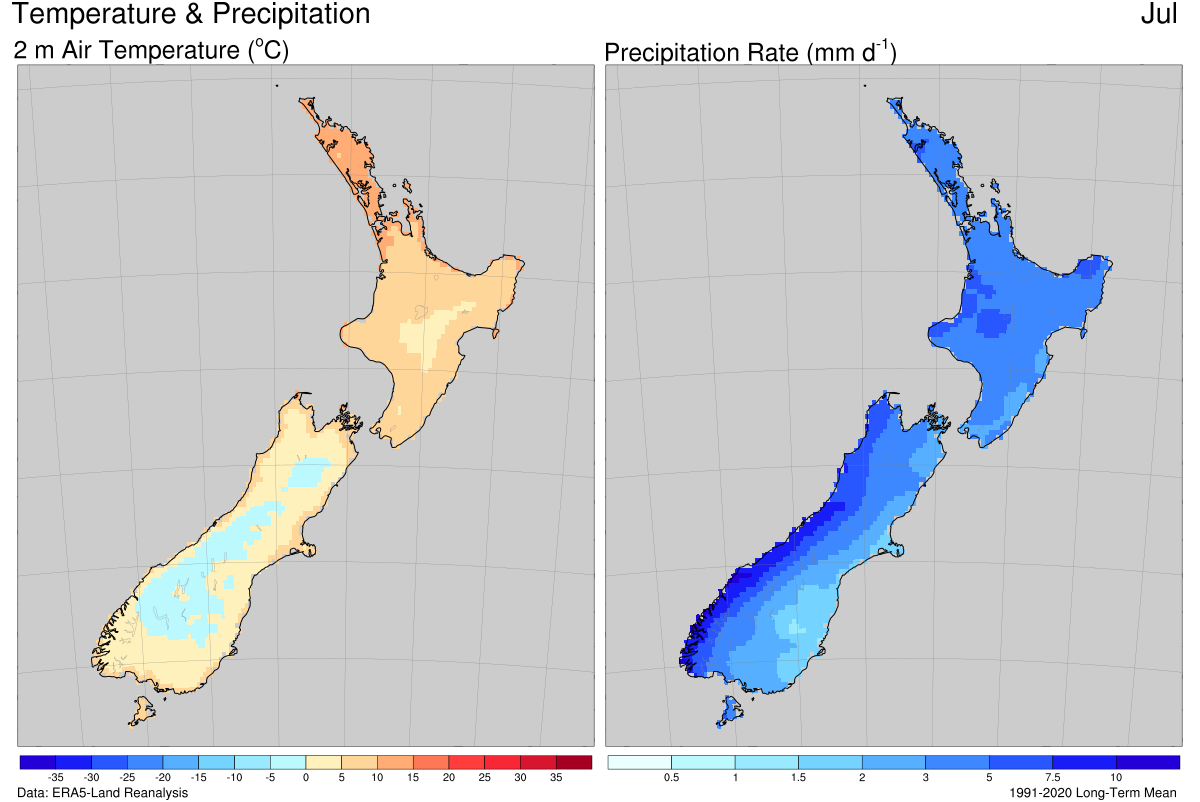 Temperature & Precipitation Jul
2 m Air Temperature (°C) Precipitation Rate (mm d⁻¹)
-35 -30 -25 -20 -15 -10 -5 0 5 10 15 20 25 30 35 0.5 1 1.5 2 3 5 7.5 10
Data: ERA5-Land Reanalysis 1991-2020 Long-Term Mean